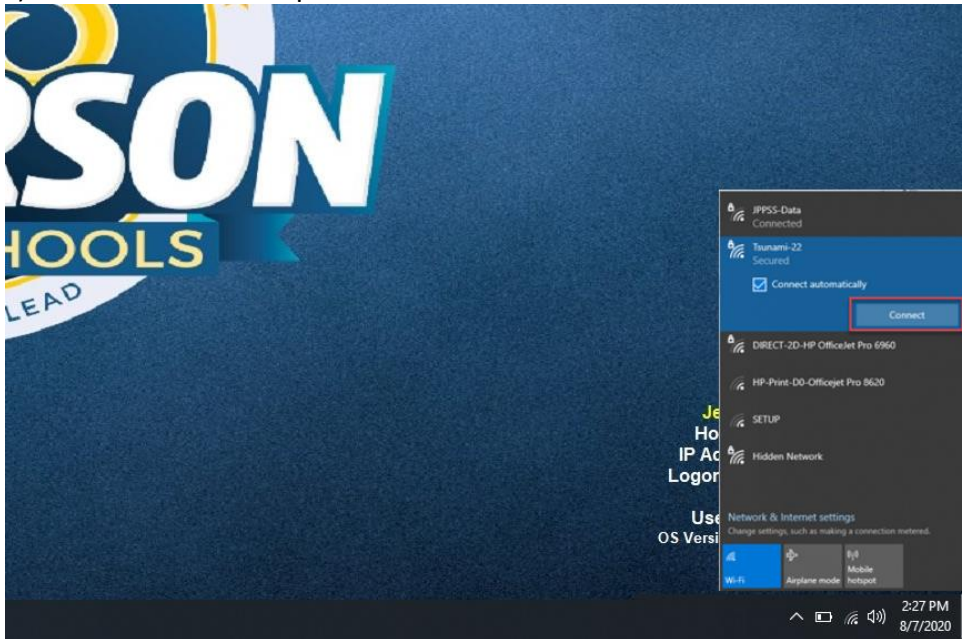 RSON
HOOLS
LEAD
JPPSS-Data
Connected
Tsunami-22
Secured
Connect automatically
Connect
DIRECT-2D-HP OfficeJet Pro 6960
HP-Print-D0-Officejet Pro 8620
SETUP
Hidden Network
Je
Ho
IP Ad
Logon
Use
OS Versi
Network & Internet settings
Change settings, such as making a connection metered.
Wi-Fi
Airplane mode
Mobile
hotspot
2:27 PM
8/7/2020